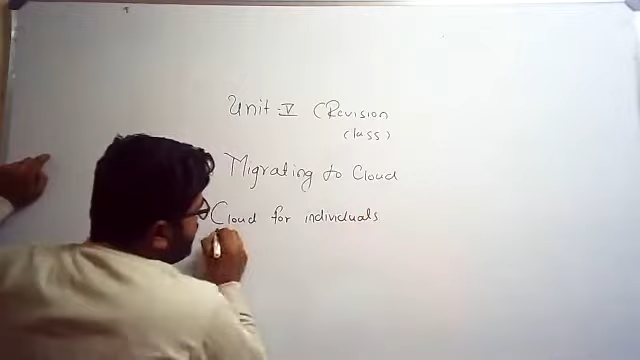 Unit-V (Revision
Class)
Migrating to Cloud
Cloud for individuals